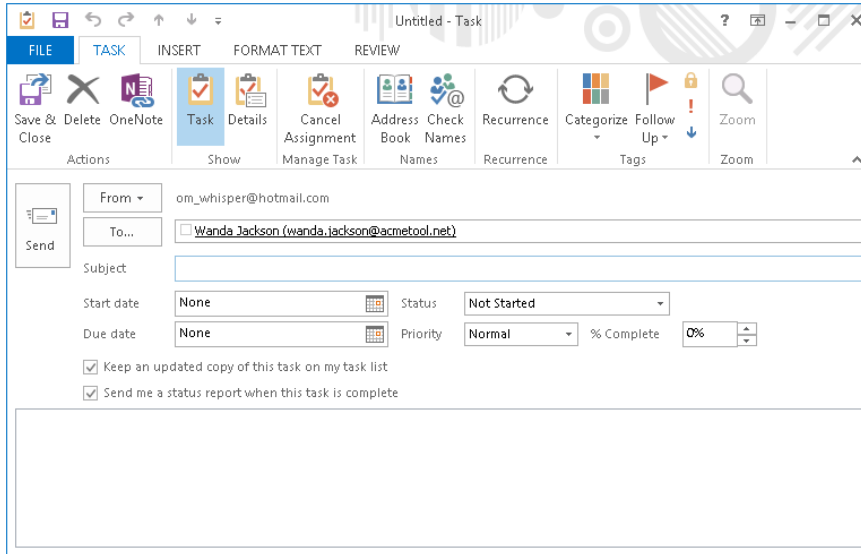 Untitled - Task
?
FILE TASK INSERT FORMAT TEXT REVIEW
Save & Close Delete OneNote Task Details Cancel Assignment Address Book Check Names Recurrence Categorize Follow Up Zoom
Actions Show Manage Task Names Recurrence Tags Zoom
Send
From om_whisper@hotmail.com
To... Wanda Jackson (wanda.jackson@acmetool.net)
Subject
Start date None Status Not Started
Due date None Priority Normal % Complete 0%
Keep an updated copy of this task on my task list
Send me a status report when this task is complete